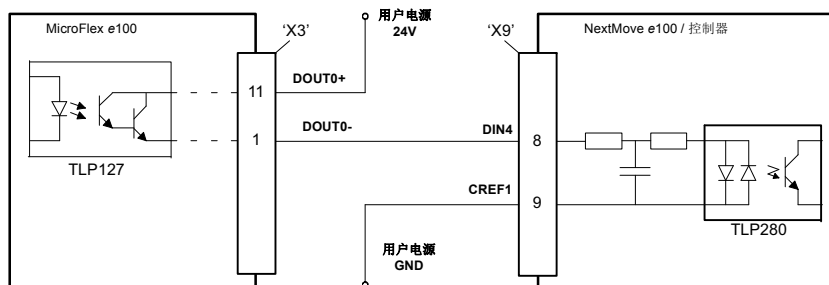 MicroFlex e100
'X3'
用户电源
24V
'X9'
NextMove e100 / 控制器
11
DOUT0+
1
DOUT0-
DIN4
8
CREF1
9
TLP127
TLP280
用户电源
GND